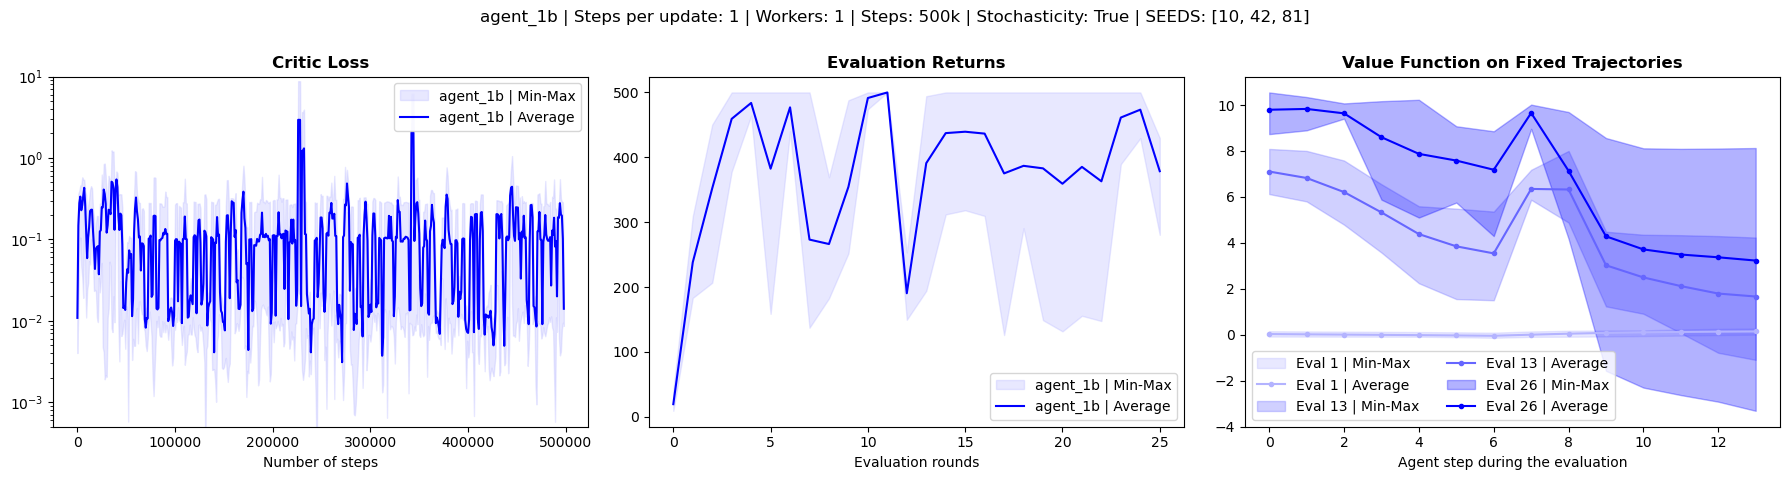 agent_1b | Steps per update: 1 | Workers: 1 | Steps: 500k | Stochasticity: True | SEEDS: [10, 42, 81]
Critic Loss
10^1
10^0
10^-1
10^-2
10^-3
agent_1b | Min-Max
agent_1b | Average
0 100000 200000 300000 400000 500000
Number of steps
Evaluation Returns
500
400
300
200
100
0
agent_1b | Min-Max
agent_1b | Average
0 5 10 15 20 25
Evaluation rounds
Value Function on Fixed Trajectories
10
8
6
4
2
0
−2
−4
Eval 1 | Min-Max
Eval 1 | Average
Eval 13 | Min-Max
Eval 13 | Average
Eval 26 | Min-Max
Eval 26 | Average
0 2 4 6 8 10 12
Agent step during the evaluation